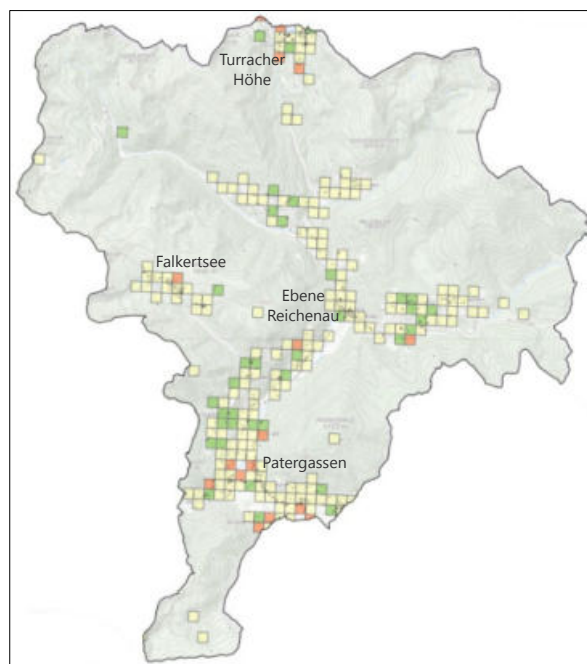 Turracher
Höhe
Falkertsee
Ebene
Reichenau
Patergassen